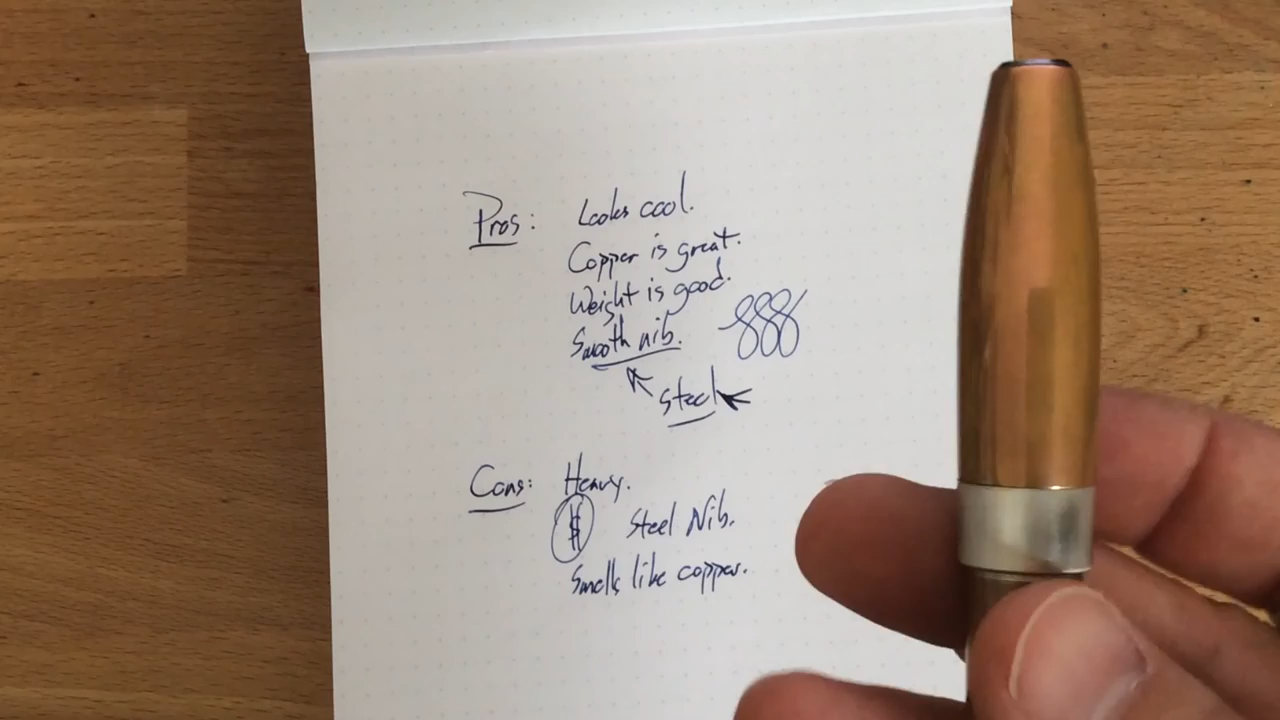 Pros: Looks cool.
Copper is great.
Weight is good.
Smooth nib.
steel
Cons: Heavy.
$ Steel Nib.
Smells like copper.